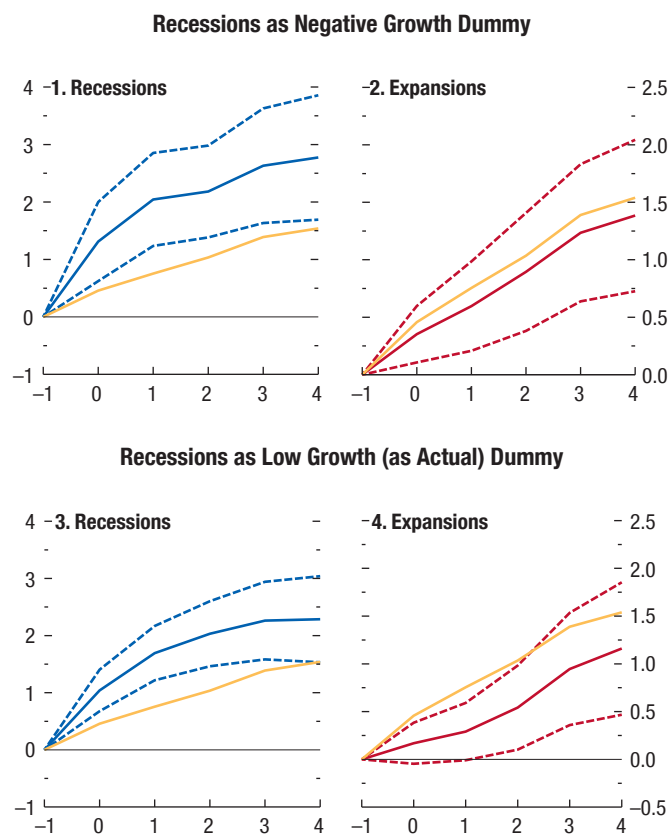 Recessions as Negative Growth Dummy
1. Recessions
2. Expansions
4
3
2
1
0
–1
2.5
2.0
1.5
1.0
0.5
0.0
–1 0 1 2 3 4
–1 0 1 2 3 4
Recessions as Low Growth (as Actual) Dummy
3. Recessions
4. Expansions
4
3
2
1
0
–1
2.5
2.0
1.5
1.0
0.5
0.0
–0.5
–1 0 1 2 3 4
–1 0 1 2 3 4